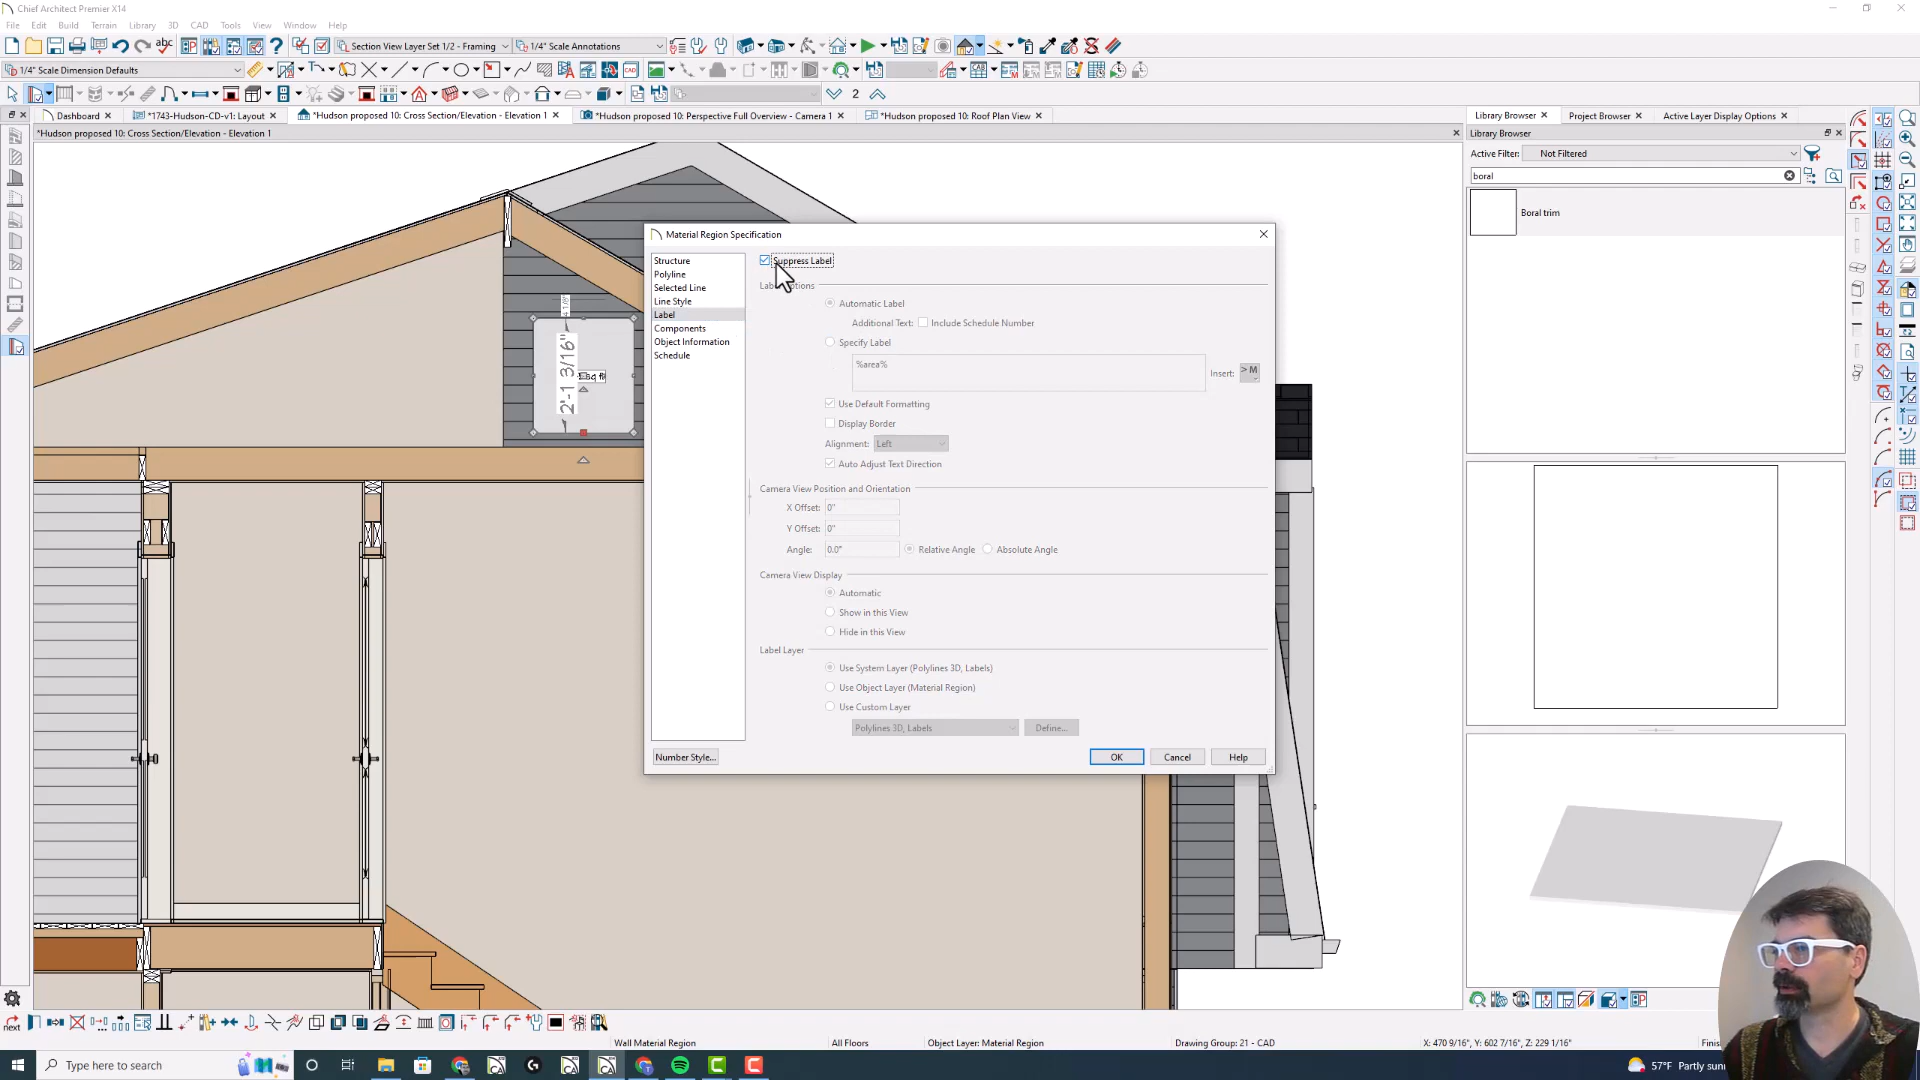 Chief Architect Premier X14
File Edit Build Terrain Library 3D CAD Tools View Window Help
Section View Layer Set 1/2 - Framing
1/4" Scale Annotations
1/4" Scale Dimension Defaults
2
Dashboard
*1743-Hudson-CD-v1: Layout
*Hudson proposed 10: Cross Section/Elevation - Elevation 1
*Hudson proposed 10: Perspective Full Overview - Camera 1
*Hudson proposed 10: Roof Plan View
Library Browser
Project Browser
Active Layer Display Options
*Hudson proposed 10: Cross Section/Elevation - Elevation 1
Library Browser
Active Filter: Not Filtered
boral
Boral trim
Material Region Specification
Structure
Polyline
Selected Line
Line Style
Label
Components
Object Information
Schedule
Suppress Label
Automatic Label
Additional Text: Include Schedule Number
Specify Label
%area%
Insert: > M
Use Default Formatting
Display Border
Alignment: Left
Auto Adjust Text Direction
Camera View Position and Orientation
X Offset: 0"
Y Offset: 0"
Angle: 0.0° Relative Angle Absolute Angle
Camera View Display
Automatic
Show in this View
Hide in this View
Label Layer
Use System Layer (Polylines 3D, Labels)
Use Object Layer (Material Region)
Use Custom Layer
Polylines 3D, Labels Define...
Number Style... OK Cancel Help
2'-1 3/16"
next
Wall Material Region
All Floors
Object Layer: Material Region
Drawing Group: 21 - CAD
X: 470 9/16", Y: 602 7/16", Z: 229 1/16"
Type here to search
57°F Partly sun